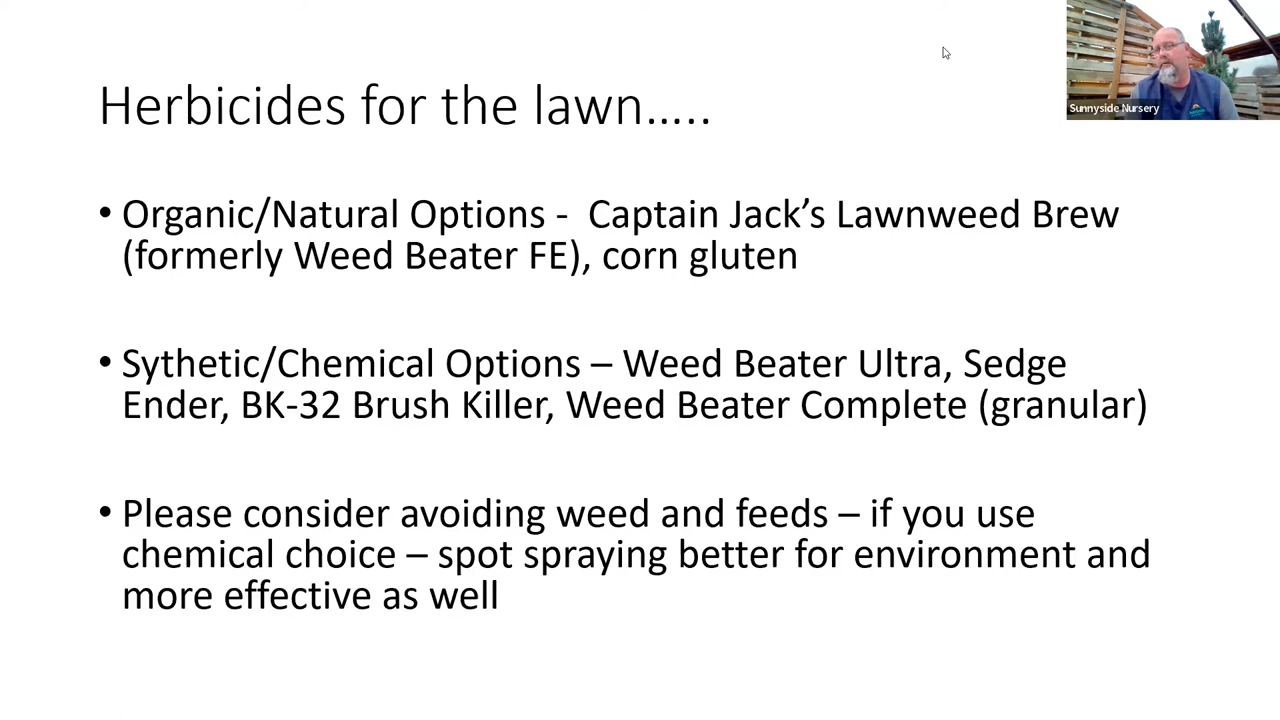 Herbicides for the lawn.....
Sunnyside Nursery
• Organic/Natural Options -  Captain Jack's Lawnweed Brew
(formerly Weed Beater FE), corn gluten
• Sythetic/Chemical Options – Weed Beater Ultra, Sedge
Ender, BK-32 Brush Killer, Weed Beater Complete (granular)
• Please consider avoiding weed and feeds – if you use
chemical choice – spot spraying better for environment and
more effective as well